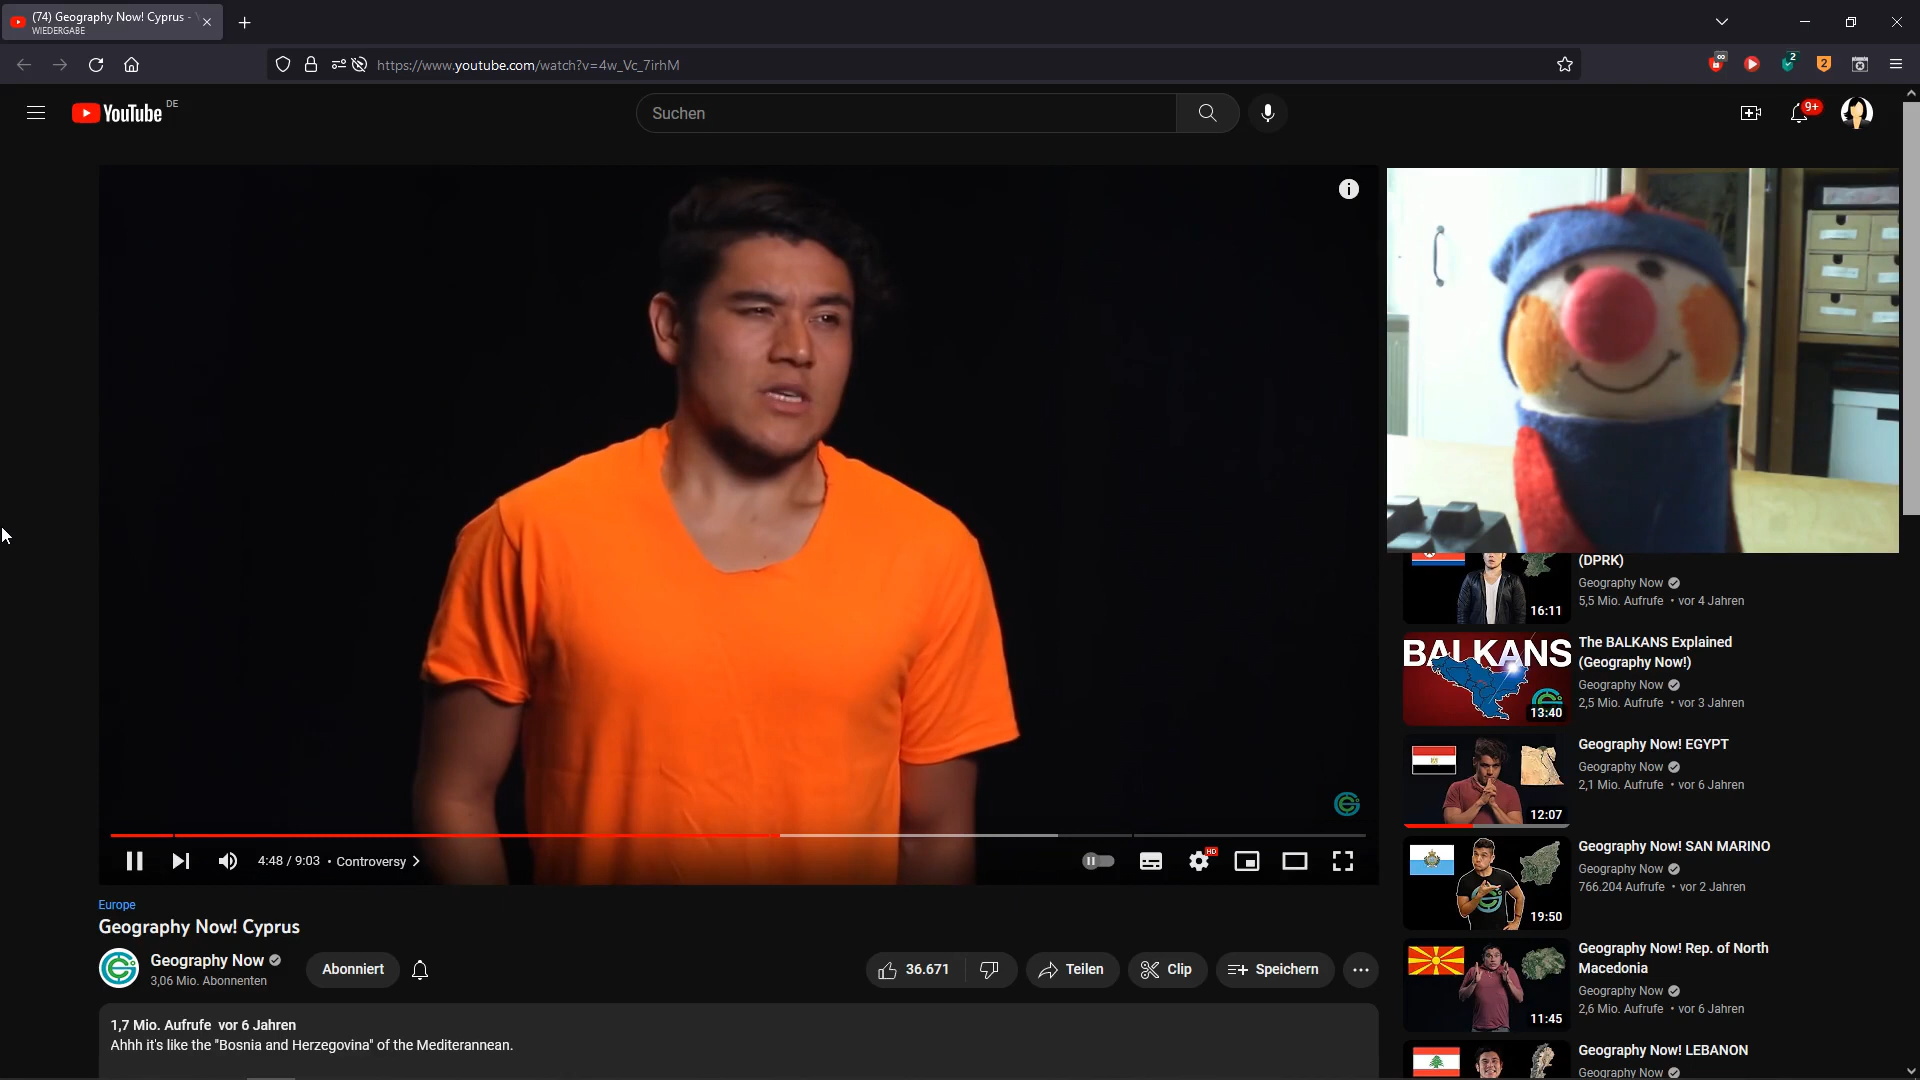 (74) Geography Now! Cyprus -
WIEDERGABE
https://www.youtube.com/watch?v=4w_Vc_7irhM
∞
2
2
YouTube DE
Suchen
9+
4:48 / 9:03 • Controversy
HD
Europe
Geography Now! Cyprus
Geography Now
3,06 Mio. Abonnenten
Abonniert
36.671
Teilen
Clip
Speichern
1,7 Mio. Aufrufe vor 6 Jahren
Ahhh it's like the "Bosnia and Herzegovina" of the Mediterannean.
(DPRK)
Geography Now
5,5 Mio. Aufrufe • vor 4 Jahren
16:11
BALKANS
13:40
The BALKANS Explained
(Geography Now!)
Geography Now
2,5 Mio. Aufrufe • vor 3 Jahren
12:07
Geography Now! EGYPT
Geography Now
2,1 Mio. Aufrufe • vor 6 Jahren
19:50
Geography Now! SAN MARINO
Geography Now
766.204 Aufrufe • vor 2 Jahren
11:45
Geography Now! Rep. of North
Macedonia
Geography Now
2,6 Mio. Aufrufe • vor 6 Jahren
Geography Now! LEBANON
Geography Now